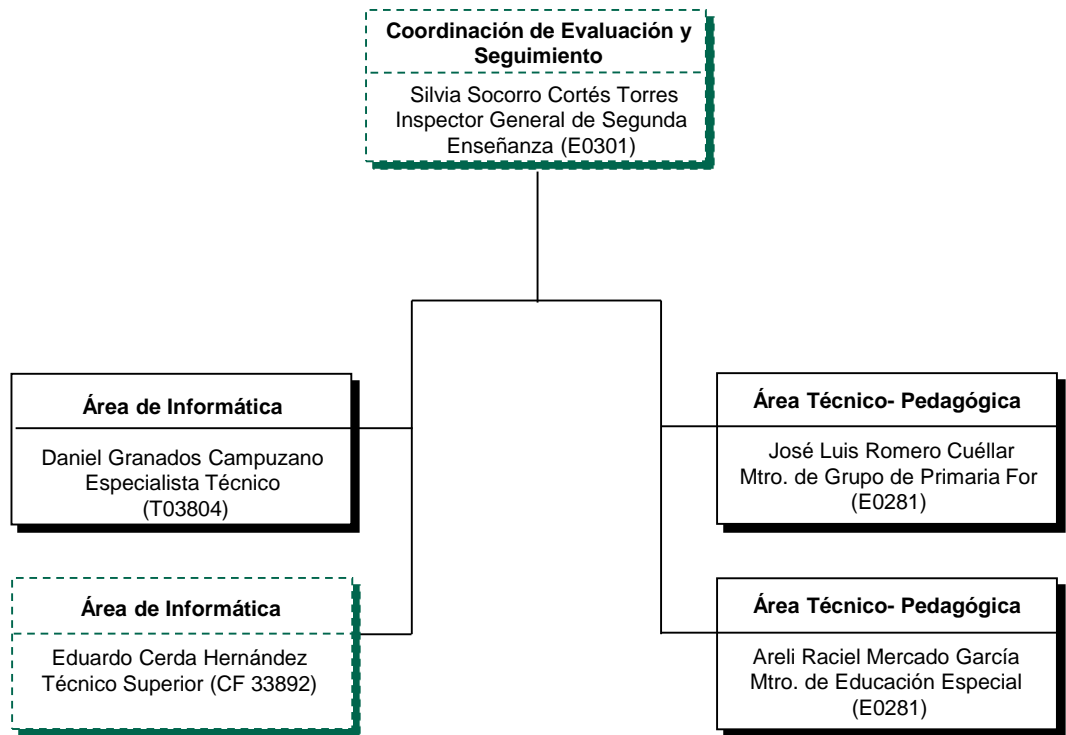 Coordinación de Evaluación y
Seguimiento
Silvia Socorro Cortés Torres
Inspector General de Segunda
Enseñanza (E0301)
Área de Informática
Daniel Granados Campuzano
Especialista Técnico
(T03804)
Área Técnico- Pedagógica
José Luis Romero Cuéllar
Mtro. de Grupo de Primaria For
(E0281)
Área de Informática
Eduardo Cerda Hernández
Técnico Superior (CF 33892)
Área Técnico- Pedagógica
Areli Raciel Mercado García
Mtro. de Educación Especial
(E0281)